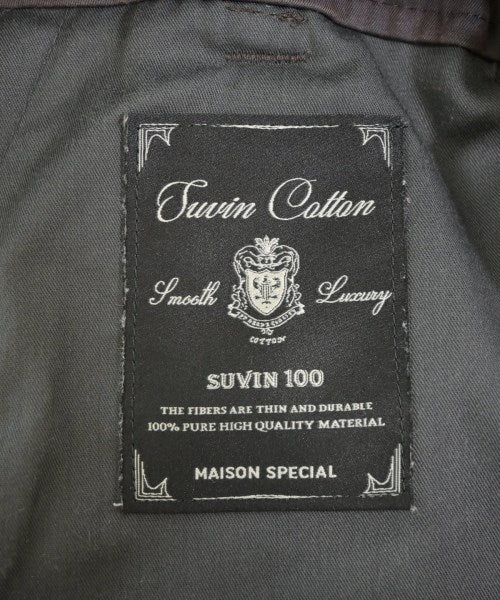 Suvin Cotton
Smooth Luxury
COTTON
SUVIN 100
THE FIBERS ARE THIN AND DURABLE
100% PURE HIGH QUALITY MATERIAL
MAISON SPECIAL